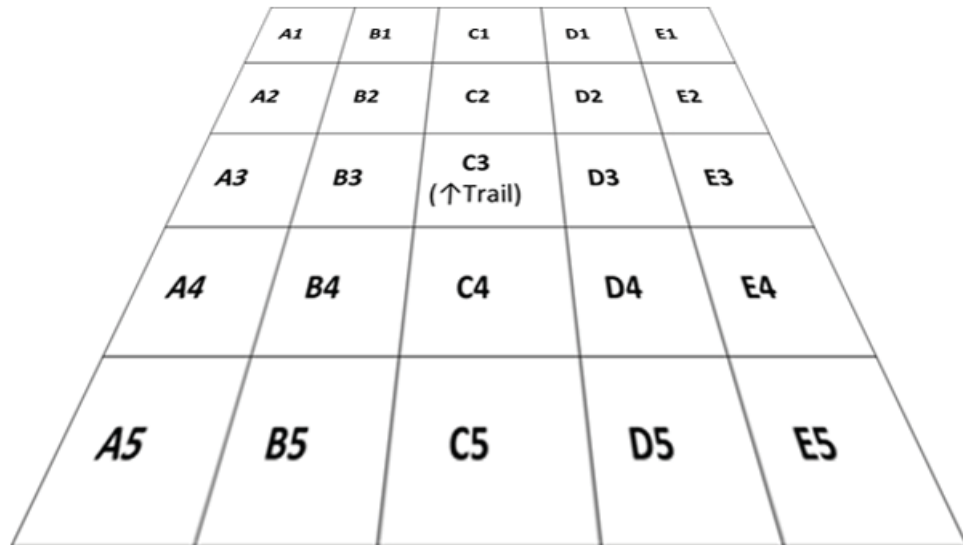 A1 B1 C1 D1 E1
A2 B2 C2 D2 E2
A3 B3 C3 D3 E3
(↑Trail)
A4 B4 C4 D4 E4
A5 B5 C5 D5 E5